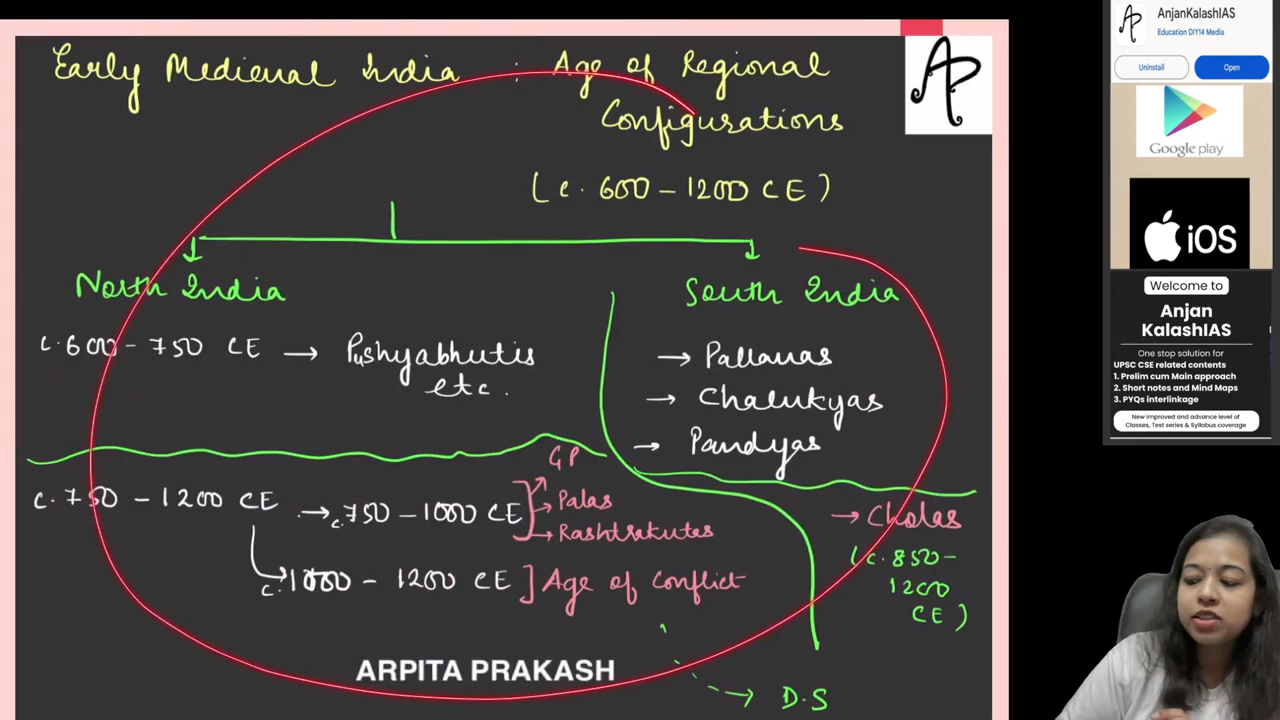 Early Medieval India : Age of Regional
Configurations
(c. 600 - 1200 CE)
North India
c. 600 - 750 CE → Pushyabhutis
etc.
c. 750 - 1200 CE → c. 750 - 1000 CE
GP
→ Palas
→ Rashtrakutas
c. 1000 - 1200 CE ] Age of Conflict
South India
→ Pallavas
→ Chalukyas
→ Pandyas
→ Cholas
(c. 850 -
1200
CE)
→ D.S
ARPITA PRAKASH
AP
AnjanKalashIAS
Education DIY14 Media
Uninstall
Open
Google play
iOS
Welcome to
Anjan
KalashIAS
One stop solution for
UPSC CSE related contents
1. Prelim cum Main approach
2. Short notes and Mind Maps
3. PYQs interlinkage
New improved and advance level of
Classes, Test series & Syllabus coverage